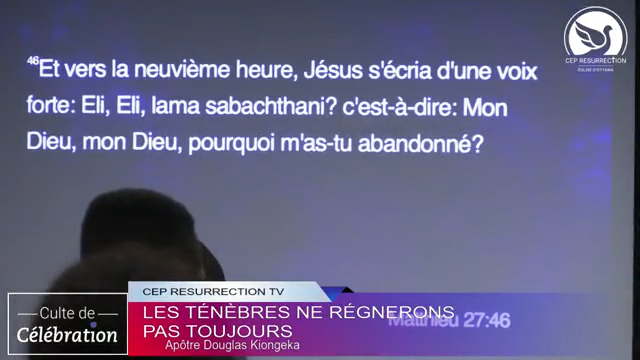 CEP RESURRECTION
EGLISE D'OTTAWA
46Et vers la neuvième heure, Jésus s'écria d'une voix
forte: Eli, Eli, lama sabachthani? c'est-à-dire: Mon
Dieu, mon Dieu, pourquoi m'as-tu abandonné?
CEP RESURRECTION TV
LES TÉNÈBRES NE RÉGNERONS
PAS TOUJOURS
Matthieu 27:46
Apôtre Douglas Kiongeka
Culte de
Célébration